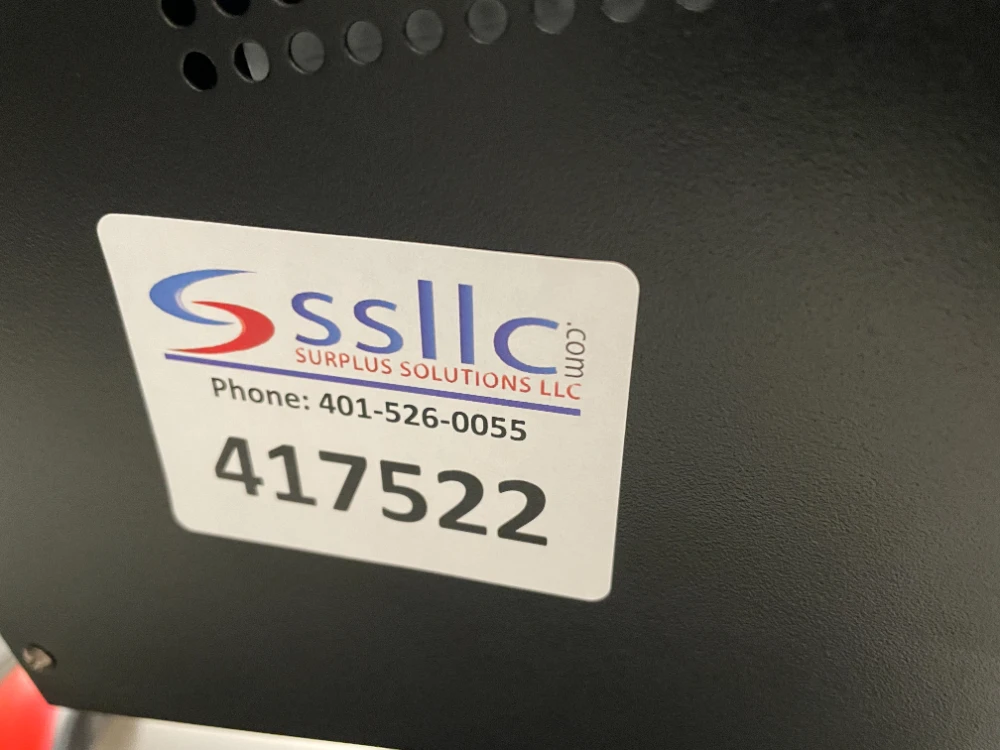 ssllc.com
SURPLUS SOLUTIONS LLC
Phone: 401-526-0055
417522